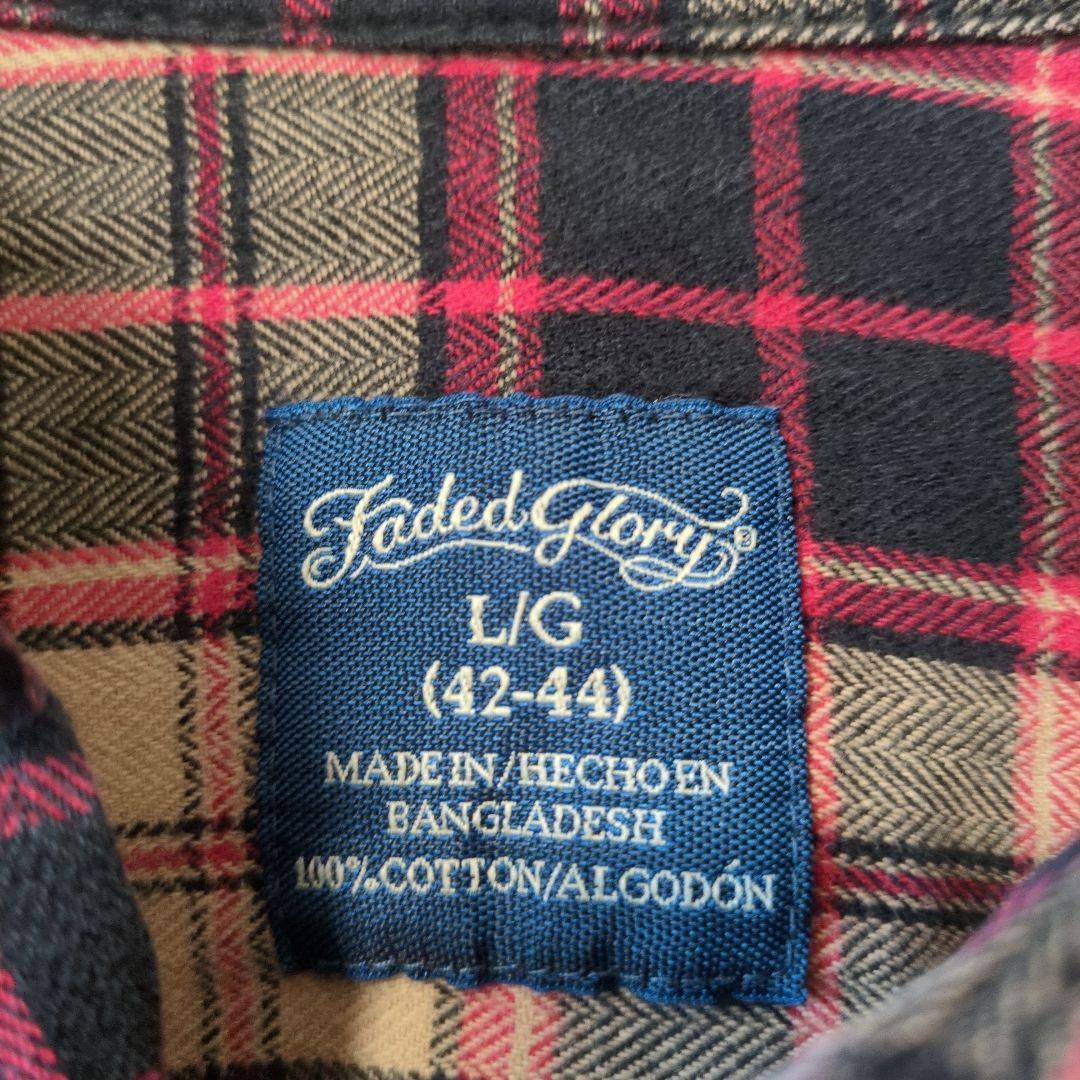 Faded Glory®
L/G
(42-44)
MADE IN/HECHO EN
BANGLADESH
100% COTTON/ALGODÓN